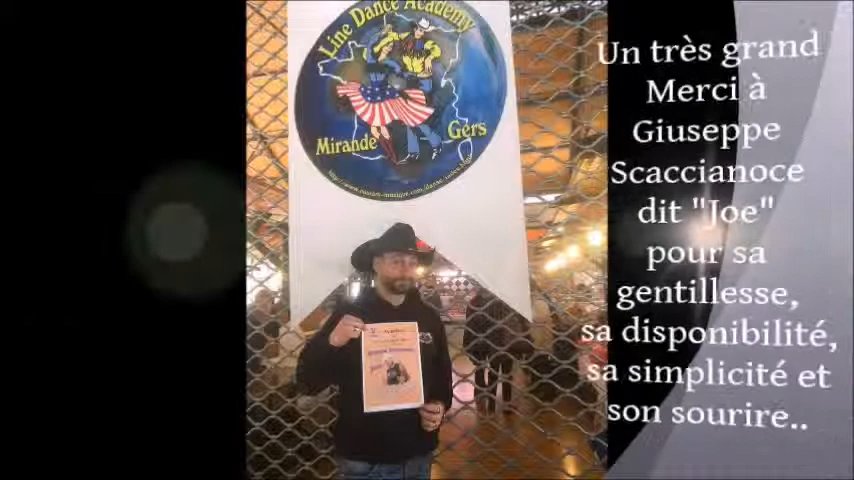 Line Dance Academy
Mirande
Gers
Un très grand
Merci à
Giuseppe
Scaccianoce
dit "Joe"
pour sa
gentillesse,
sa disponibilité,
sa simplicité et
son sourire..